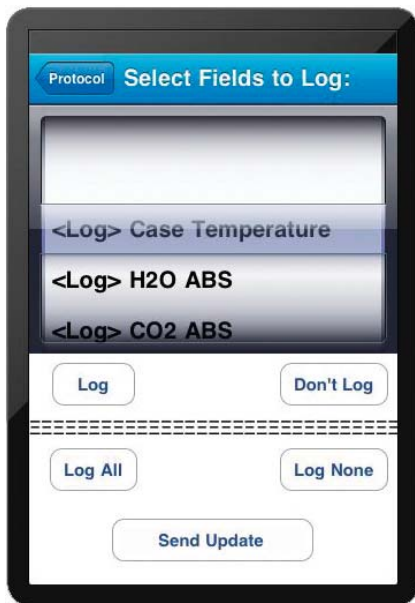 Protocol Select Fields to Log:
<Log> Case Temperature
<Log> H2O ABS
<Log> CO2 ABS
Log Don't Log
Log All Log None
Send Update